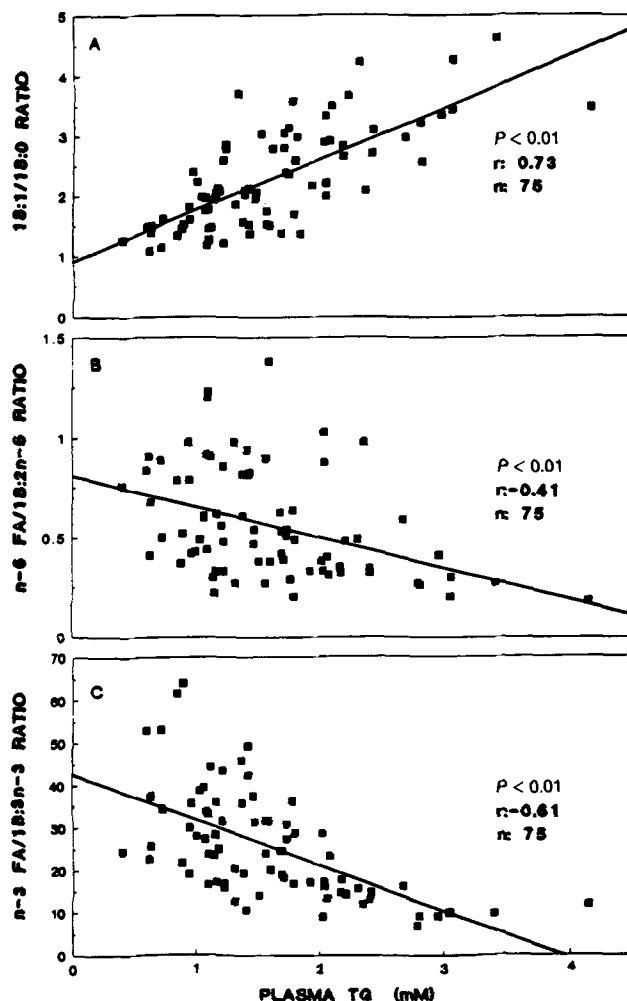 5
A
4
3
2
1
0
18:1/18:0 RATIO
P < 0.01
r: 0.73
n: 75
1.5
B
1
0.5
0
n-6 FA/18:2n-6 RATIO
P < 0.01
r:-0.41
n: 75
70
60
C
50
40
30
20
10
0
n-3 FA/18:3n-3 RATIO
P < 0.01
r:-0.61
n: 75
0 1 2 3 4
PLASMA TG (mM)